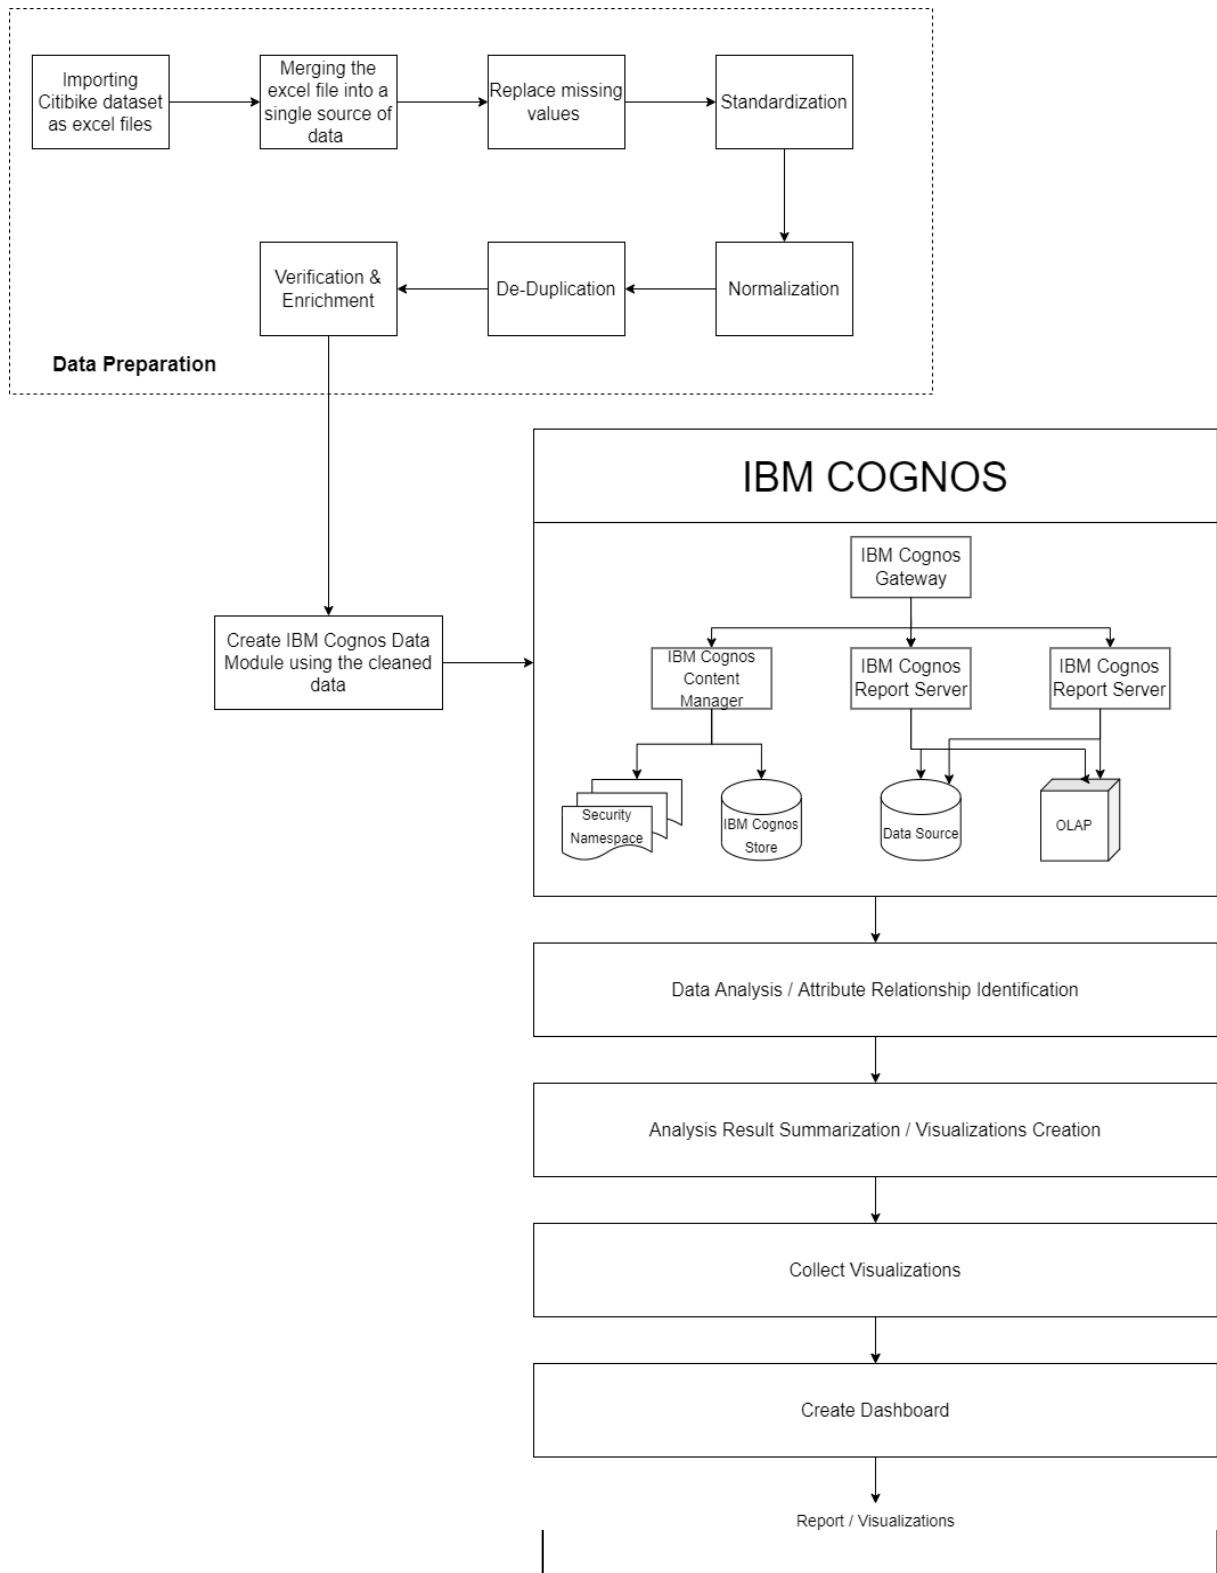 Importing
Citibike dataset
as excel files
Merging the
excel file into a
single source of
data
Replace missing
values
Standardization
Verification &
Enrichment
De-Duplication
Normalization
Data Preparation
IBM COGNOS
IBM Cognos
Gateway
Create IBM Cognos Data
Module using the cleaned
data
IBM Cognos
Content
Manager
IBM Cognos
Report Server
IBM Cognos
Report Server
Security
Namespace
IBM Cognos
Store
Data Source
OLAP
Data Analysis / Attribute Relationship Identification
Analysis Result Summarization / Visualizations Creation
Collect Visualizations
Create Dashboard
Report / Visualizations